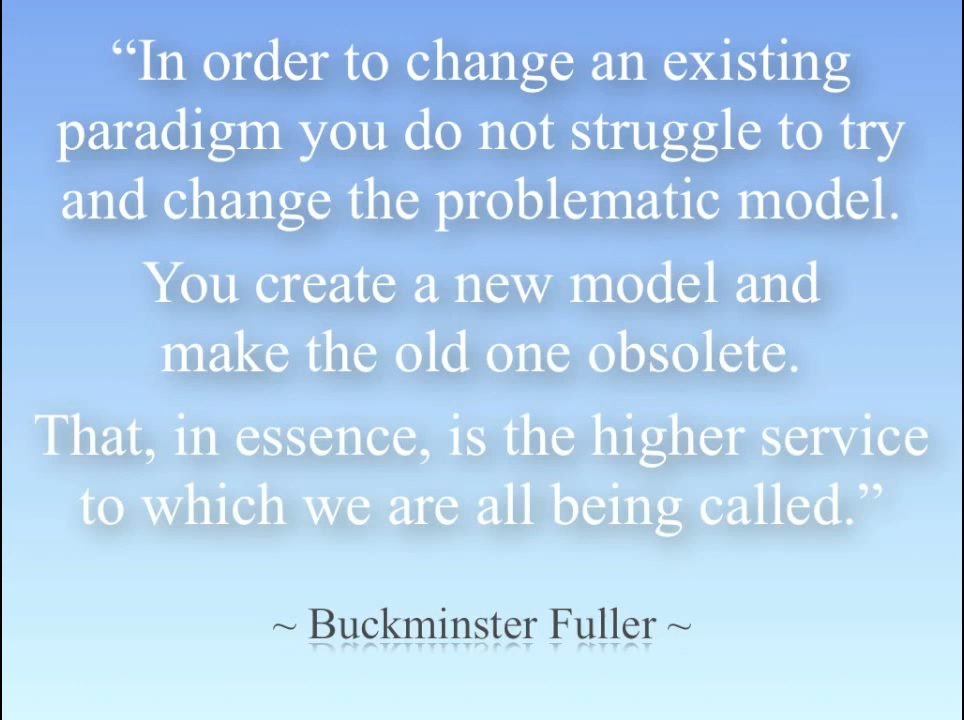 “In order to change an existing
paradigm you do not struggle to try
and change the problematic model.
You create a new model and
make the old one obsolete.
That, in essence, is the higher service
to which we are all being called.”
~ Buckminster Fuller ~